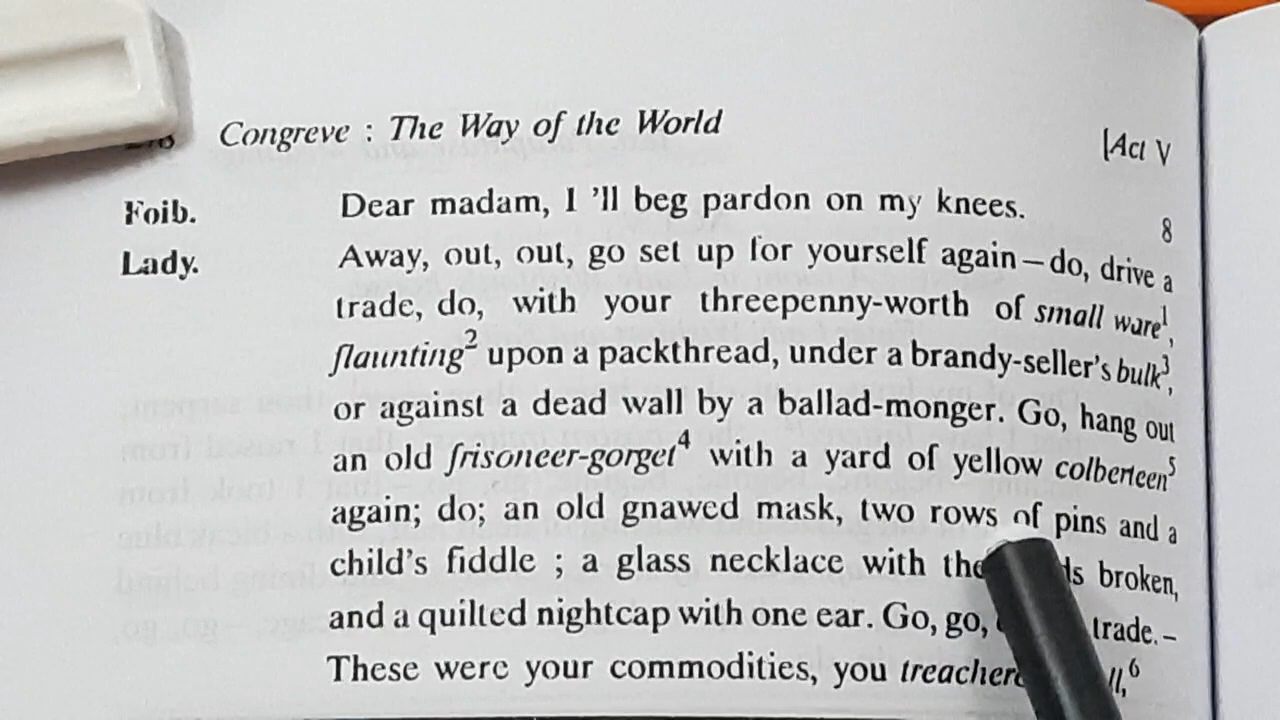 Congreve : The Way of the World [Act V
Foib. Dear madam, I 'll beg pardon on my knees. 8
Lady. Away, out, out, go set up for yourself again – do, drive a
trade, do, with your threepenny-worth of small ware¹,
flaunting² upon a packthread, under a brandy-seller's bulk³,
or against a dead wall by a ballad-monger. Go, hang out
an old frisoneer-gorget⁴ with a yard of yellow colberteen⁵
again; do; an old gnawed mask, two rows of pins and a
child's fiddle ; a glass necklace with the broken,
and a quilted nightcap with one ear. Go, go, trade.–
These were your commodities, you